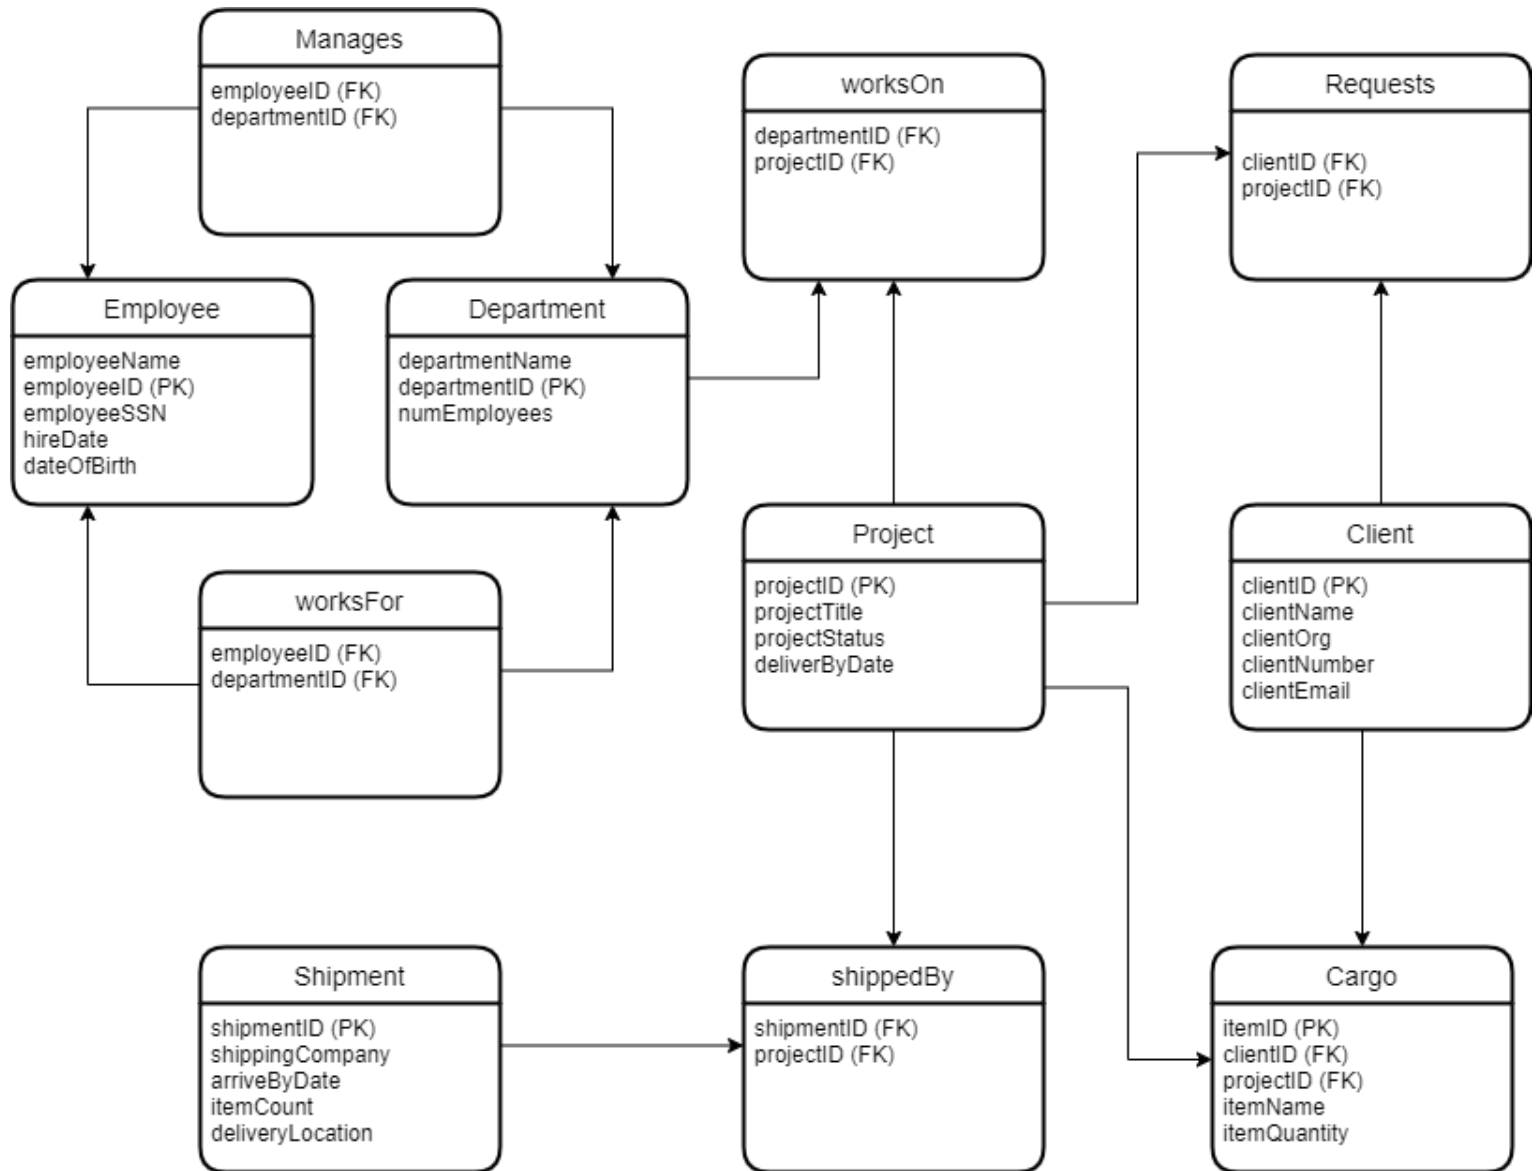 Manages
employeeID (FK)
departmentID (FK)
worksOn
departmentID (FK)
projectID (FK)
Requests
clientID (FK)
projectID (FK)
Employee
employeeName
employeeID (PK)
employeeSSN
hireDate
dateOfBirth
Department
departmentName
departmentID (PK)
numEmployees
worksFor
employeeID (FK)
departmentID (FK)
Project
projectID (PK)
projectTitle
projectStatus
deliverByDate
Client
clientID (PK)
clientName
clientOrg
clientNumber
clientEmail
Shipment
shipmentID (PK)
shippingCompany
arriveByDate
itemCount
deliveryLocation
shippedBy
shipmentID (FK)
projectID (FK)
Cargo
itemID (PK)
clientID (FK)
projectID (FK)
itemName
itemQuantity